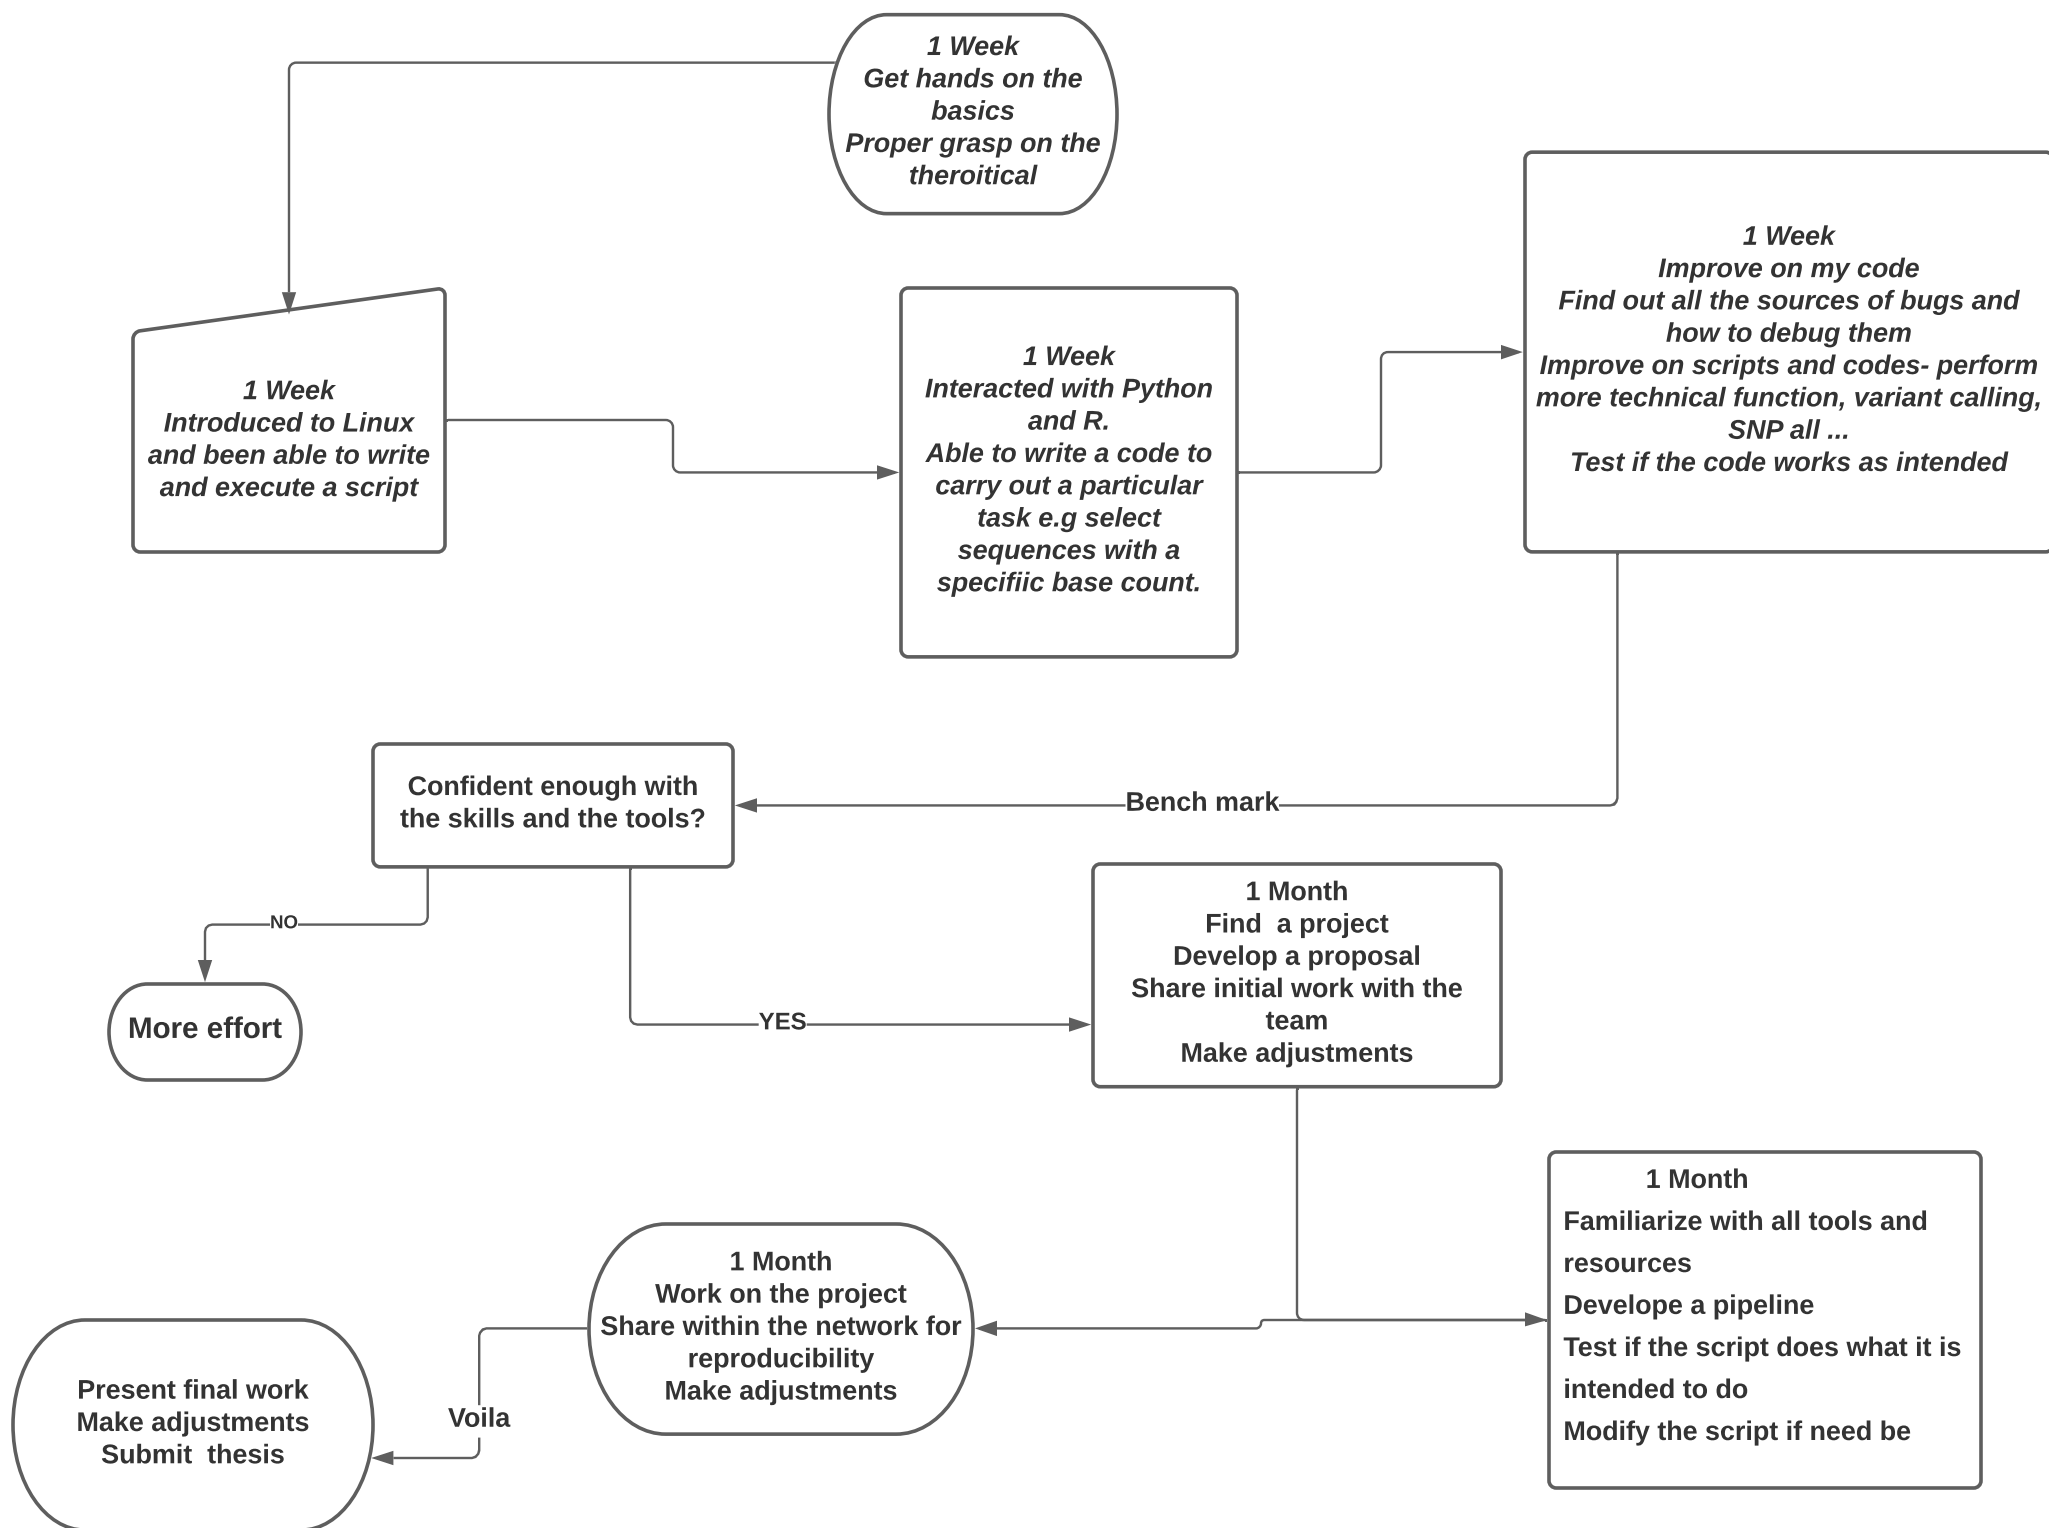 1 Week
Get hands on the
basics
Proper grasp on the
theroitical
1 Week
Introduced to Linux
and been able to write
and execute a script
1 Week
Interacted with Python
and R.
Able to write a code to
carry out a particular
task e.g select
sequences with a
specifiic base count.
1 Week
Improve on my code
Find out all the sources of bugs and
how to debug them
Improve on scripts and codes- perform
more technical function, variant calling,
SNP all ...
Test if the code works as intended
Bench mark
Confident enough with
the skills and the tools?
NO
More effort
YES
1 Month
Find  a project
Develop a proposal
Share initial work with the
team
Make adjustments
1 Month
Familiarize with all tools and
resources
Develope a pipeline
Test if the script does what it is
intended to do
Modify the script if need be
1 Month
Work on the project
Share within the network for
reproducibility
Make adjustments
Voila
Present final work
Make adjustments
Submit  thesis